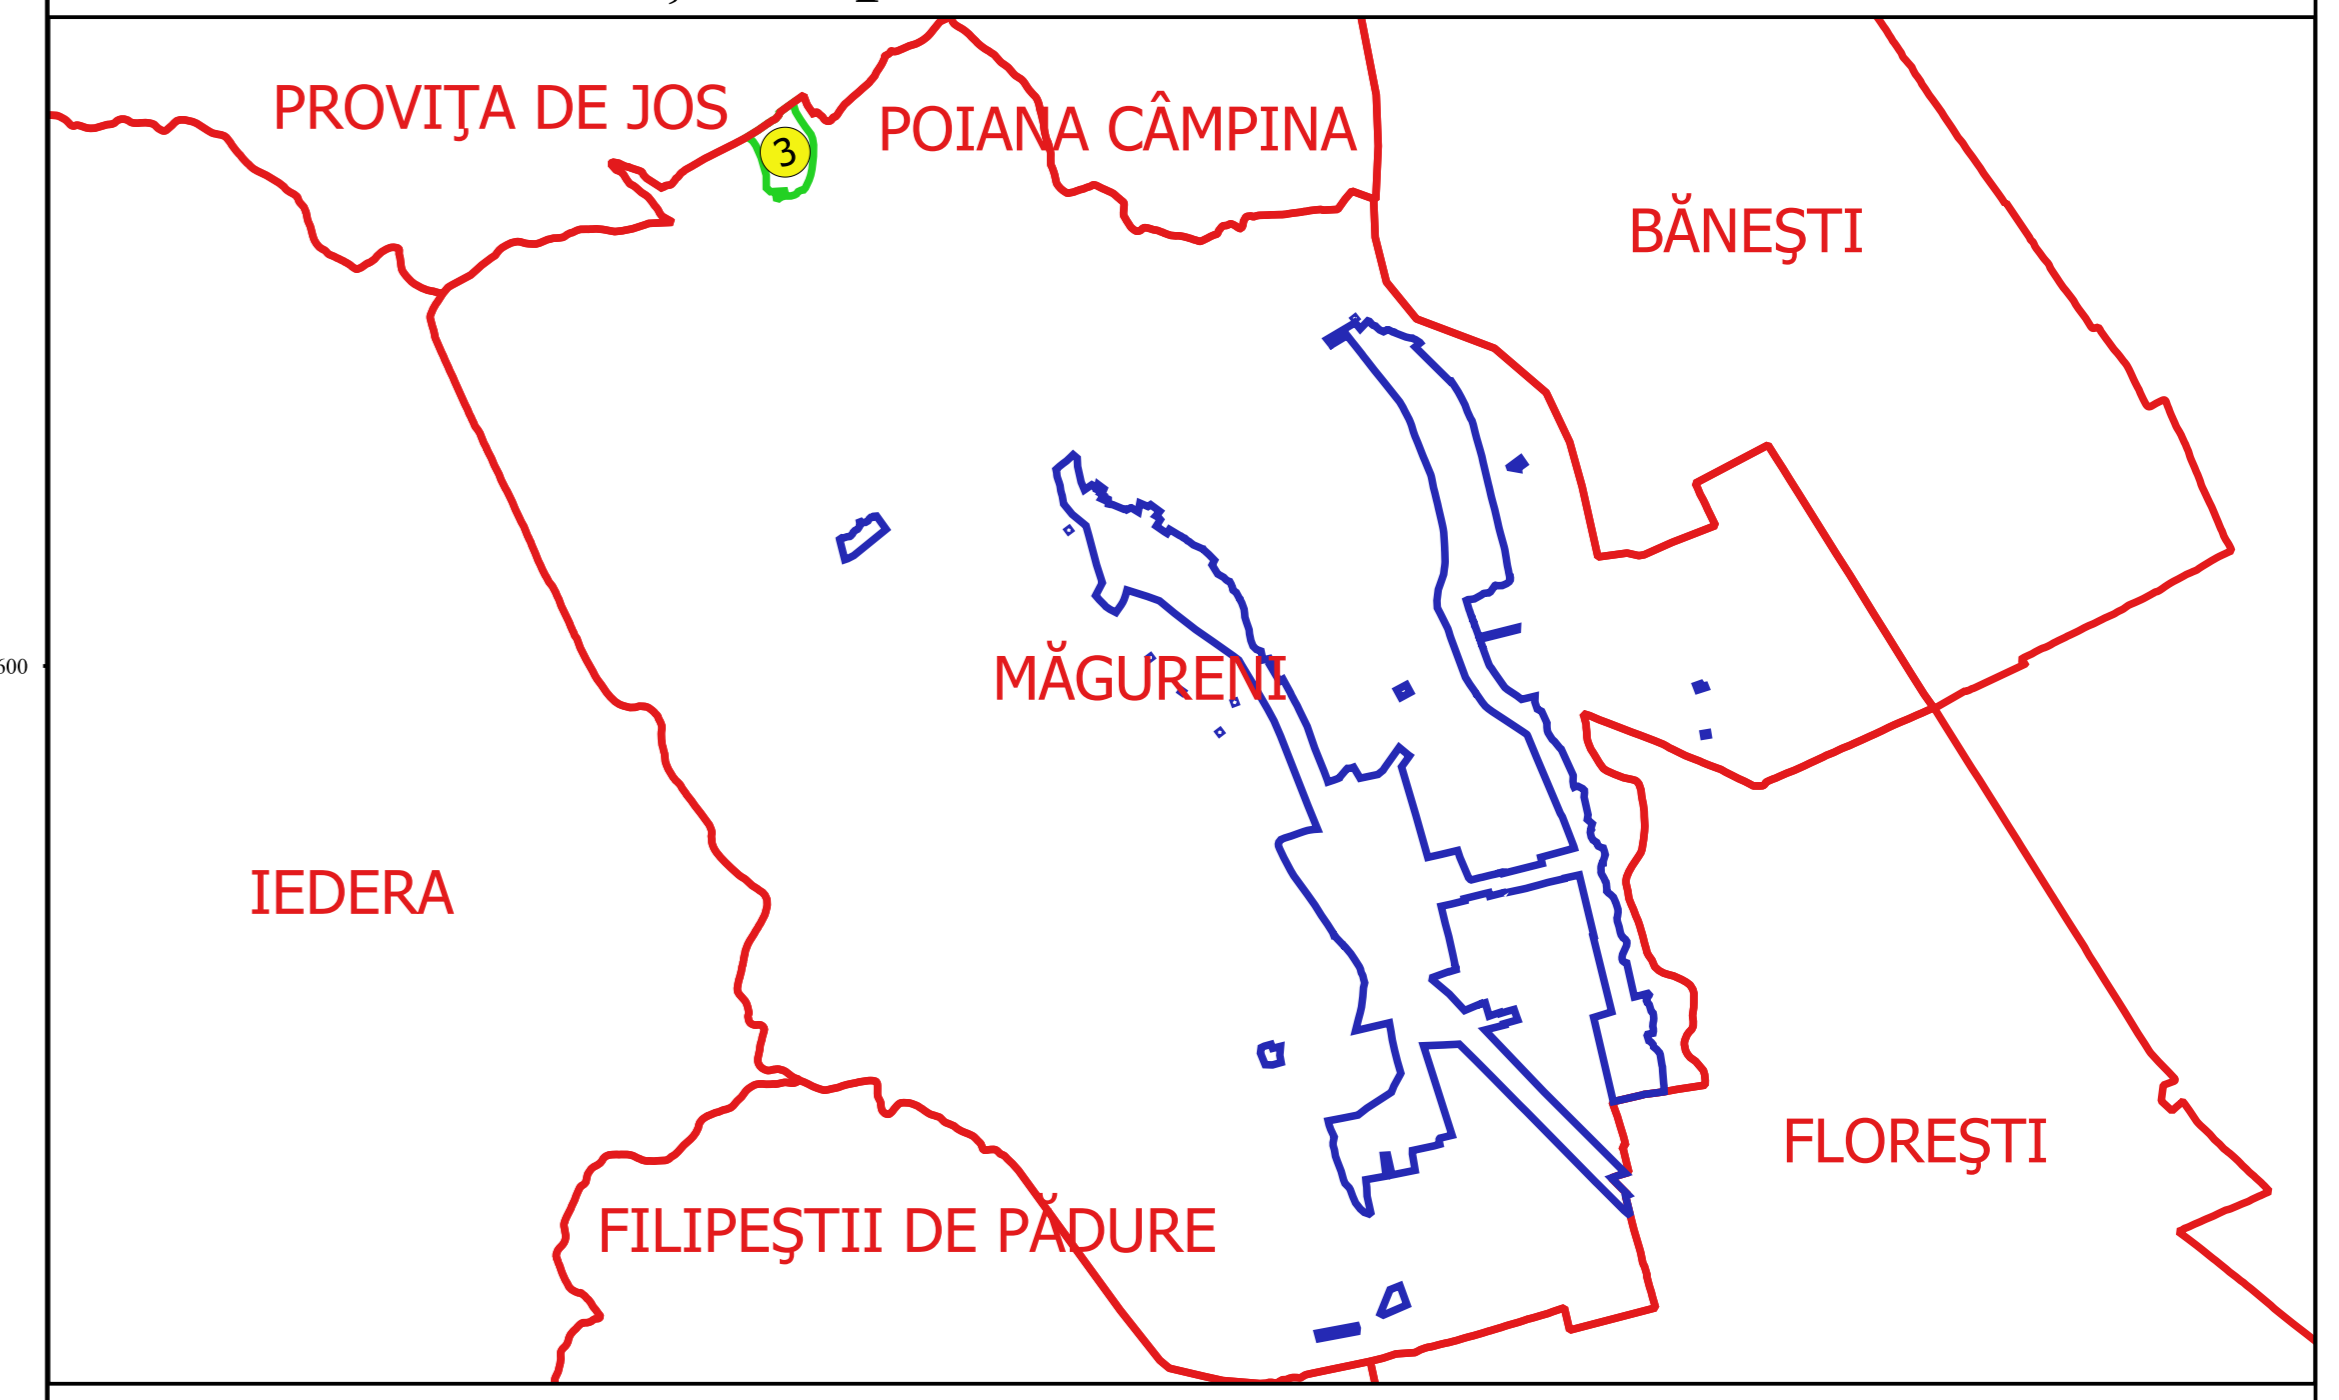 PROVIŢA DE JOS
3
POIANA CÂMPINA
BĂNEŞTI
600
MĂGURENI
IEDERA
FLOREŞTI
FILIPEŞTII DE PĂDURE